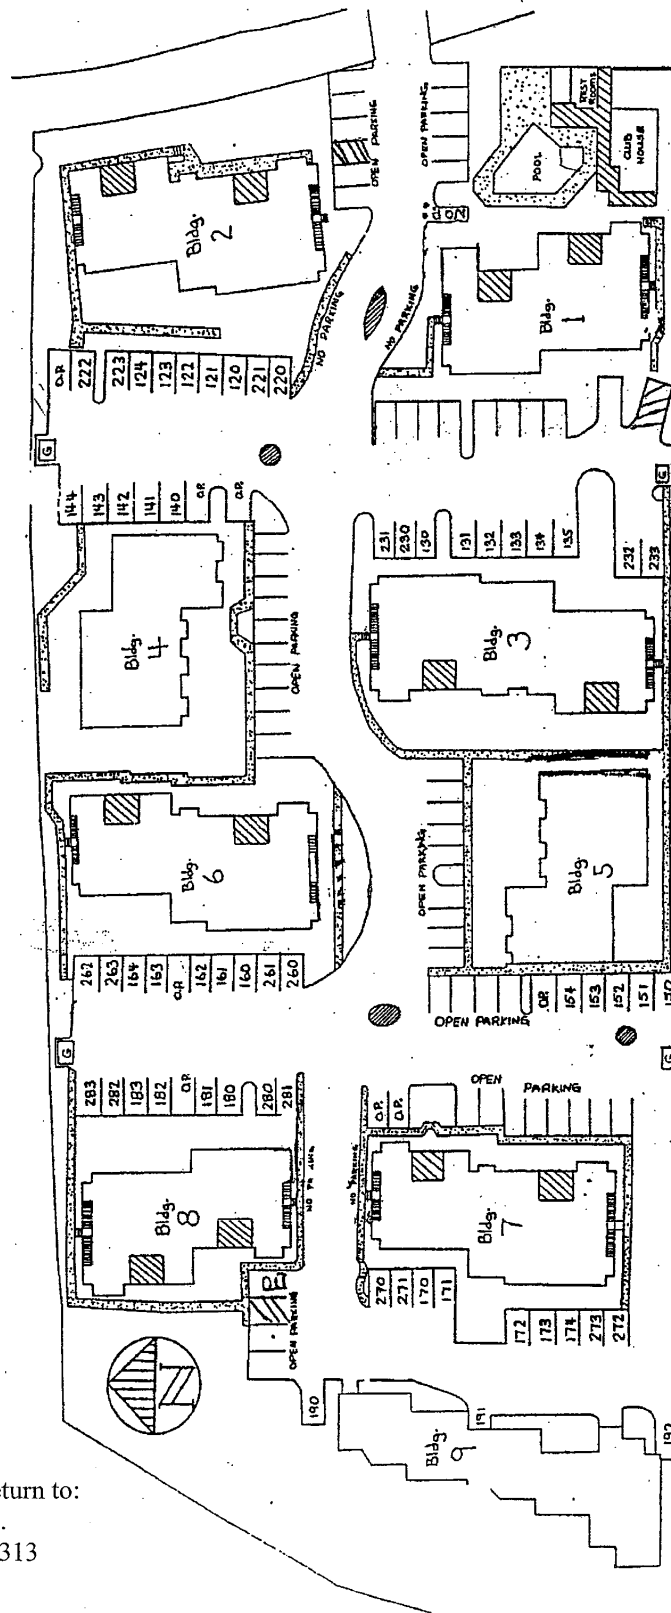 REST
ROOMS
CLUB
HOUSE
POOL
OPEN PARKING
OPEN PARKING
Bldg.
2
Bldg.
1
NO PARKING
NO PARKING
O.P.
222
223
124
123
122
121
120
221
220
G
144
143
142
141
140
O.P.
O.P.
G
231
230
130
131
132
133
134
135
232
233
Bldg.
4
OPEN PARKING
Bldg.
3
Bldg.
6
OPEN PARKING
Bldg.
5
262
263
164
163
O.P.
162
161
160
261
260
OPEN PARKING
O.P.
154
153
152
151
150
G
G
283
282
183
182
O.P.
181
180
280
281
O.P.
O.P.
OPEN PARKING
NO PARKING
NO PARKING
Bldg.
8
Bldg.
7
270
271
170
171
172
173
174
273
272
OPEN PARKING
N
190
191
192
Bldg.
9
eturn to:
.
313